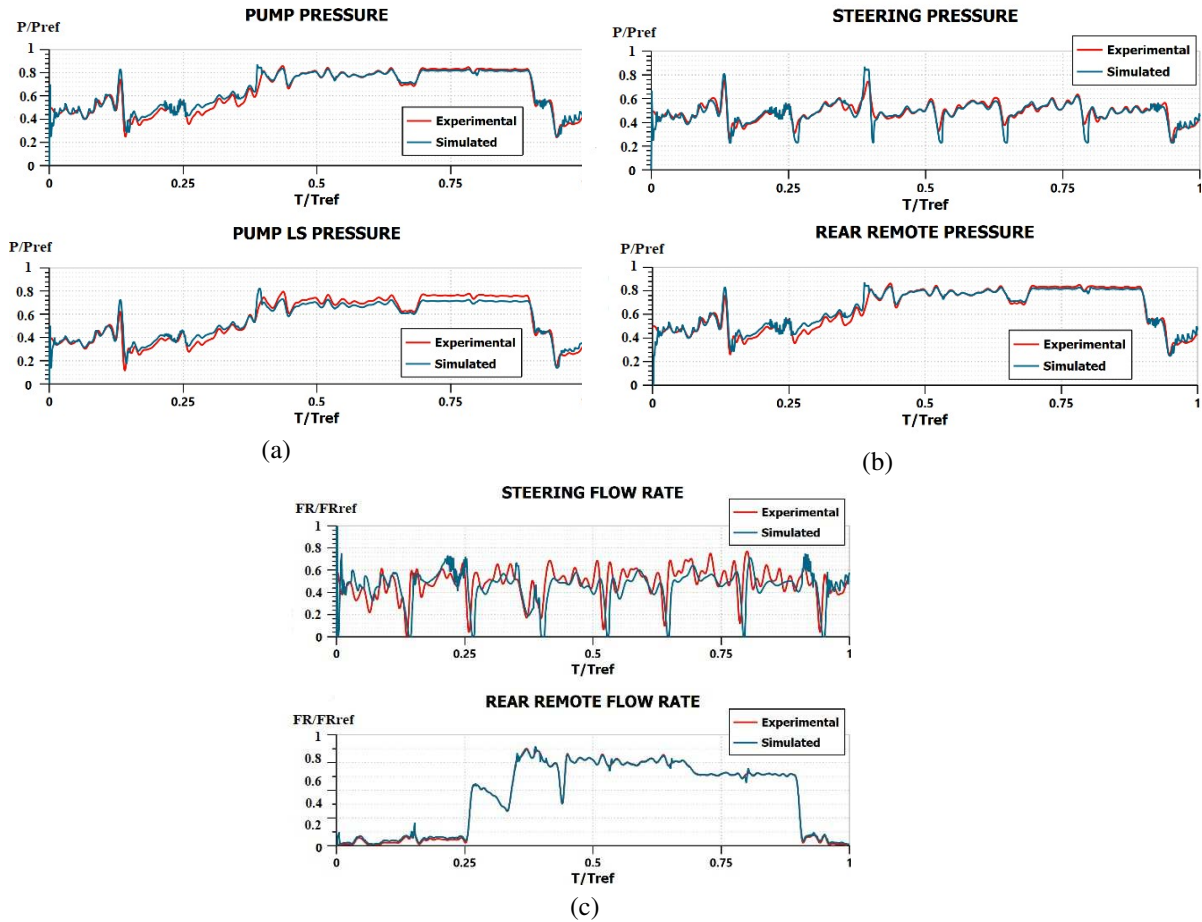 PUMP PRESSURE
P/Pref
1
0.8
0.6
0.4
0.2
0
Experimental
Simulated
0 0.25 0.5 0.75
T/Tref
PUMP LS PRESSURE
P/Pref
1
0.8
0.6
0.4
0.2
0
Experimental
Simulated
0 0.25 0.5 0.75
T/Tref
(a)
STEERING PRESSURE
P/Pref
1
0.8
0.6
0.4
0.2
0
Experimental
Simulated
0 0.25 0.5 0.75 1
T/Tref
REAR REMOTE PRESSURE
P/Pref
1
0.8
0.6
0.4
0.2
0
Experimental
Simulated
0 0.25 0.5 0.75 1
T/Tref
(b)
STEERING FLOW RATE
FR/FRref
1
0.8
0.6
0.4
0.2
0
Experimental
Simulated
0 0.25 0.5 0.75 1
T/Tref
REAR REMOTE FLOW RATE
FR/FRref
1
0.8
0.6
0.4
0.2
0
Experimental
Simulated
0 0.25 0.5 0.75 1
T/Tref
(c)